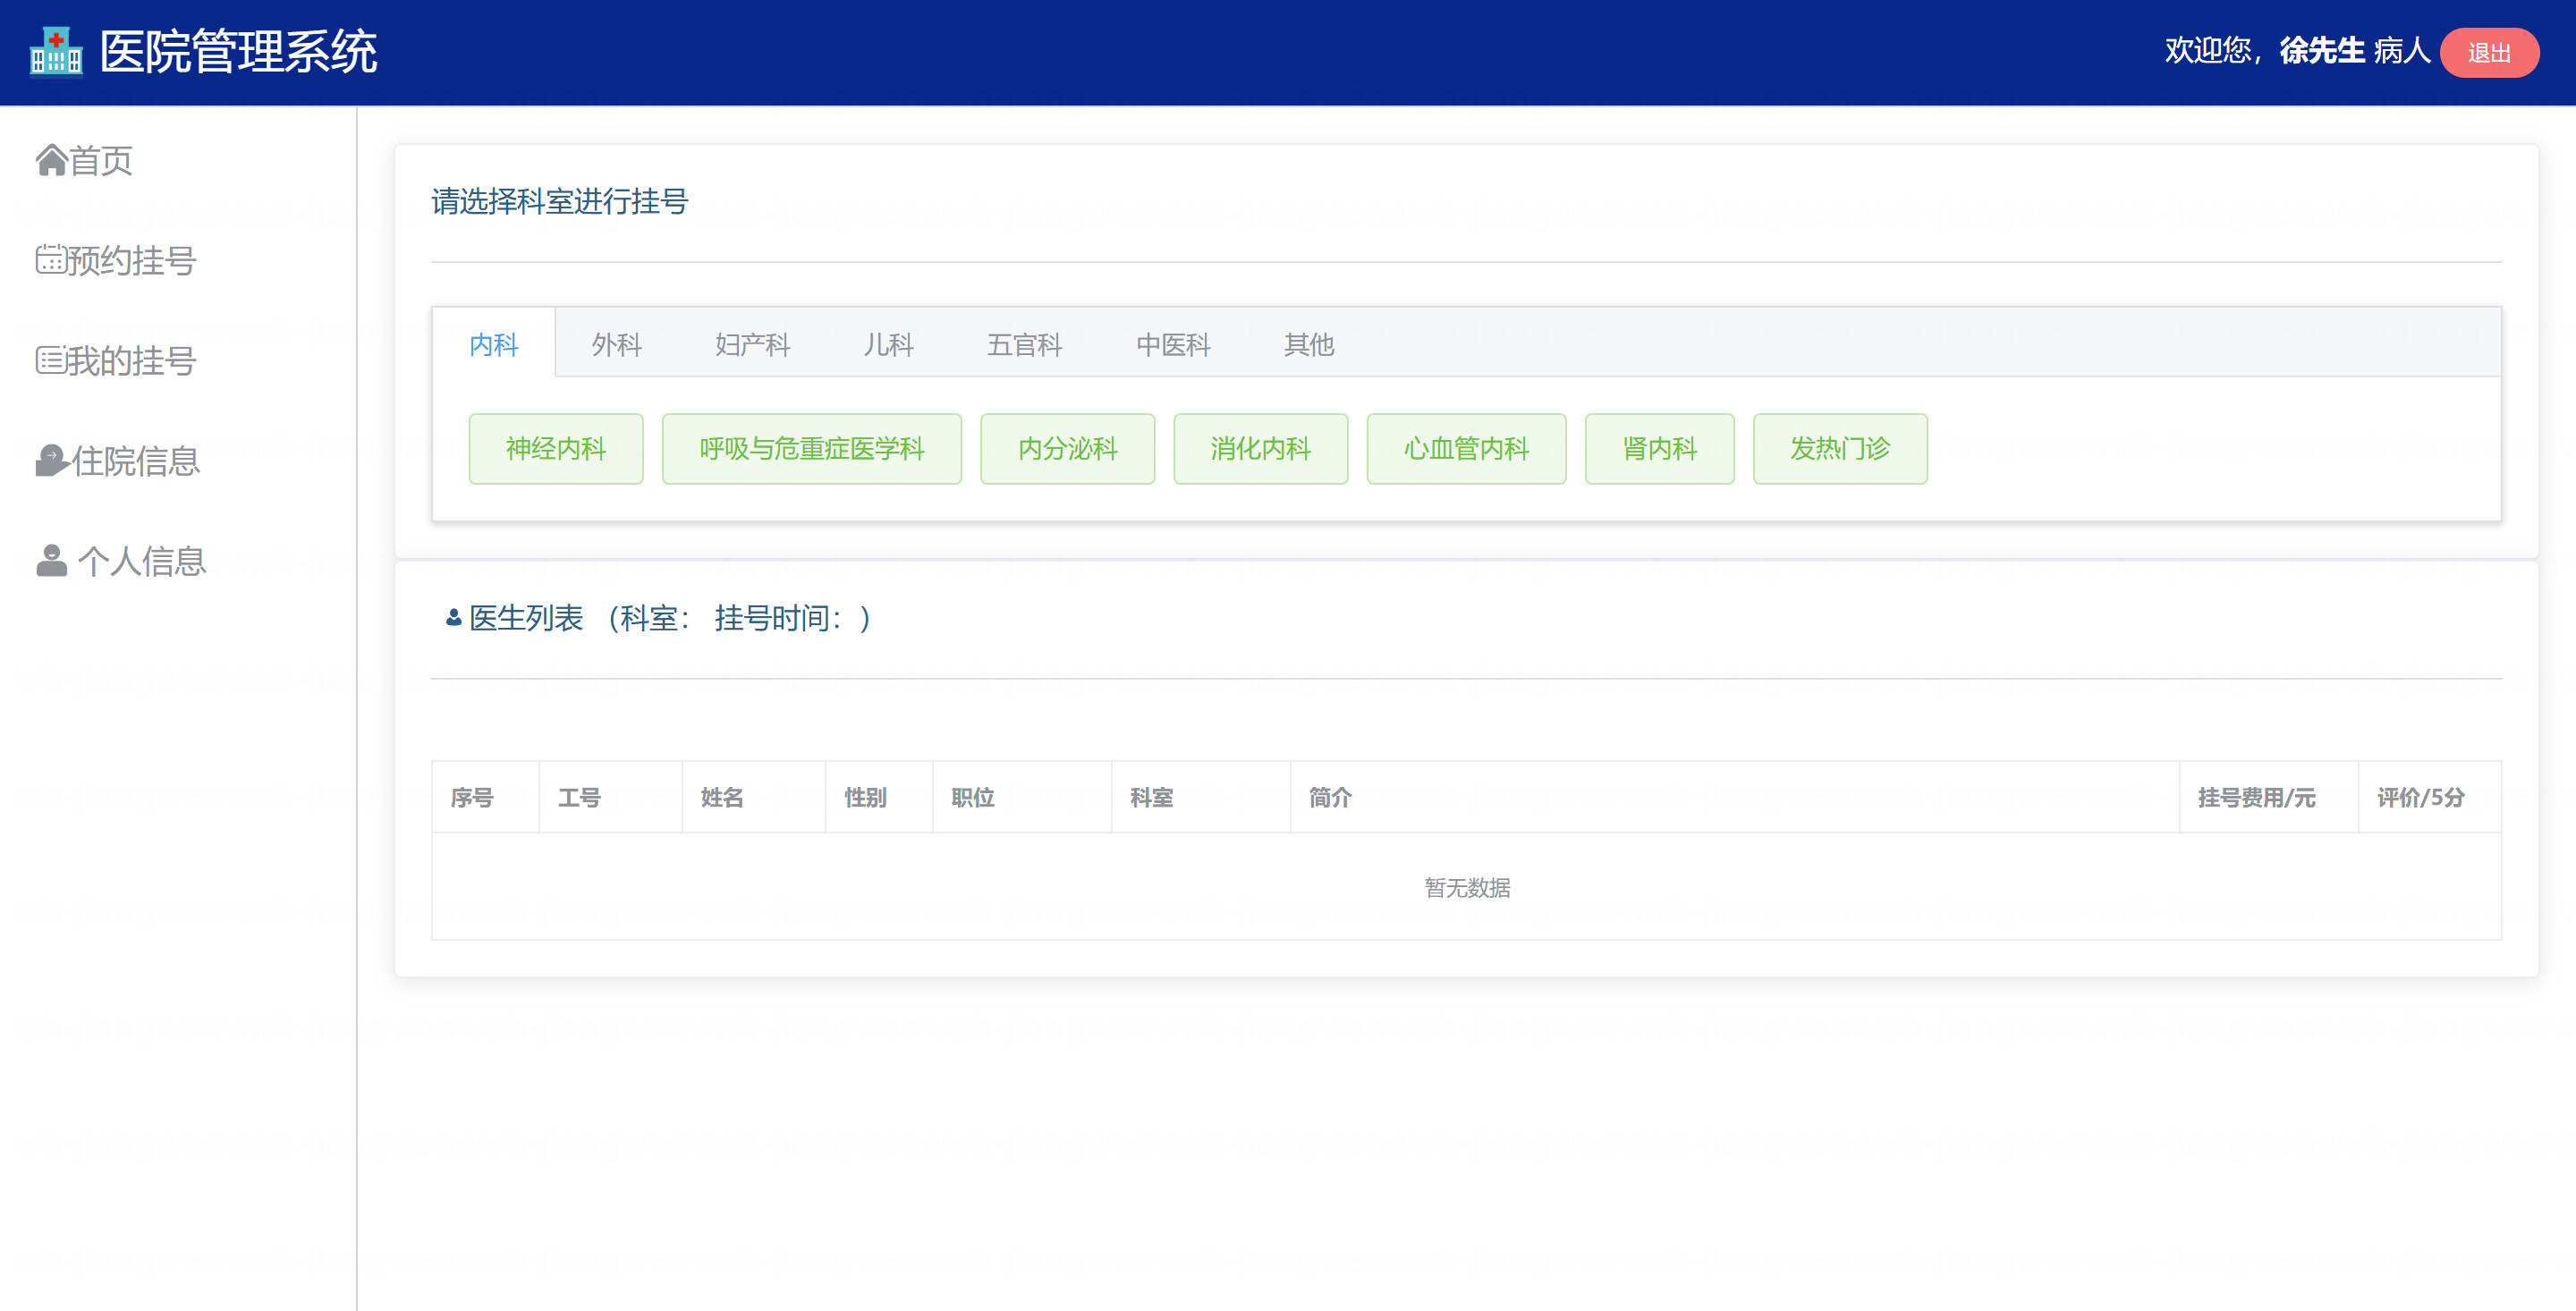 医院管理系统
欢迎您，徐先生 病人 退出
首页
预约挂号
我的挂号
住院信息
个人信息
请选择科室进行挂号
内科 外科 妇产科 儿科 五官科 中医科 其他
神经内科 呼吸与危重症医学科 内分泌科 消化内科 心血管内科 肾内科 发热门诊
医生列表 （科室： 挂号时间：）
序号 工号 姓名 性别 职位 科室 简介 挂号费用/元 评价/5分
暂无数据